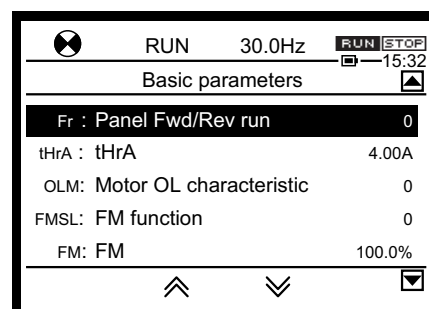 RUN 30.0Hz RUN STOP
15:32
Basic parameters
Fr : Panel Fwd/Rev run 0
tHrA : tHrA 4.00A
OLM: Motor OL characteristic 0
FMSL: FM function 0
FM: FM 100.0%